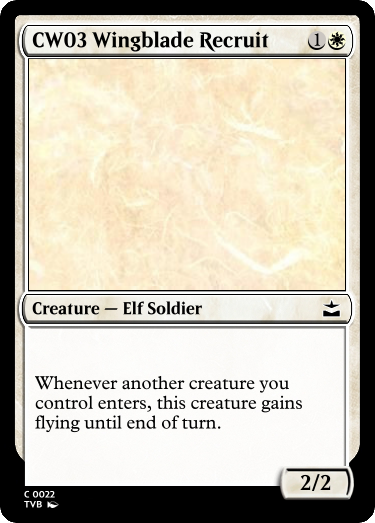 CW03 Wingblade Recruit 1
Creature — Elf Soldier
Whenever another creature you
control enters, this creature gains
flying until end of turn.
2/2
C 0022
TVB